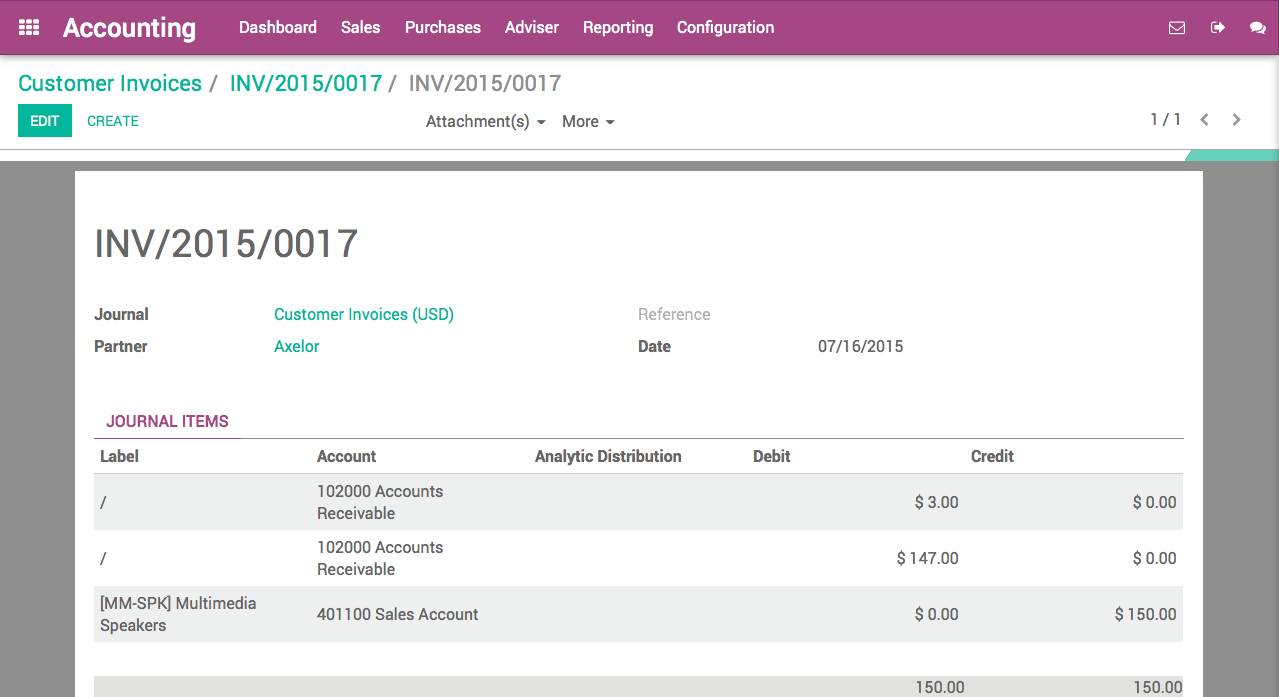 Accounting Dashboard Sales Purchases Adviser Reporting Configuration
Customer Invoices / INV/2015/0017 / INV/2015/0017
EDIT CREATE Attachment(s) More 1 / 1
INV/2015/0017
Journal Customer Invoices (USD) Reference
Partner Axelor Date 07/16/2015
JOURNAL ITEMS
Label Account Analytic Distribution Debit Credit
/ 102000 Accounts $ 3.00 $ 0.00
Receivable
/ 102000 Accounts $ 147.00 $ 0.00
Receivable
[MM-SPK] Multimedia 401100 Sales Account $ 0.00 $ 150.00
Speakers
150.00 150.00